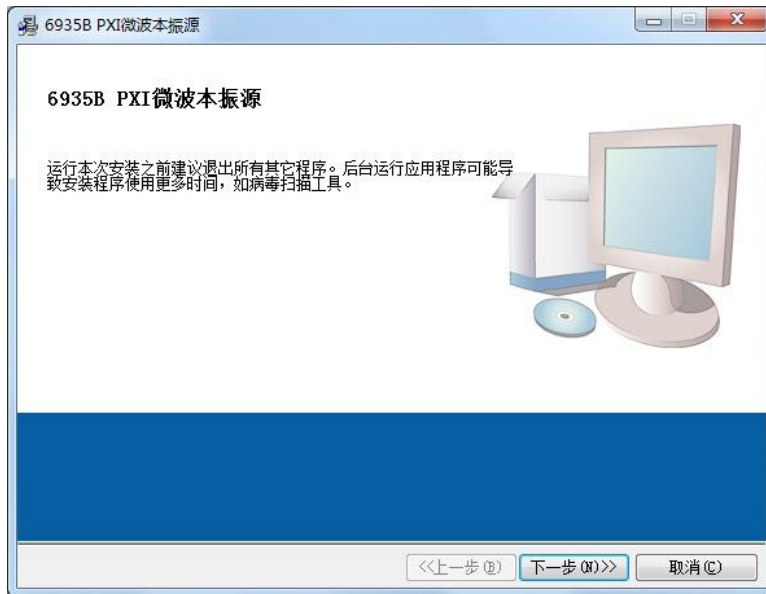 6935B PXI微波本振源
6935B PXI微波本振源
运行本次安装之前建议退出所有其它程序。后台运行应用程序可能导
致安装程序使用更多时间，如病毒扫描工具。
<<上一步(B) 下一步(N)>> 取消(C)